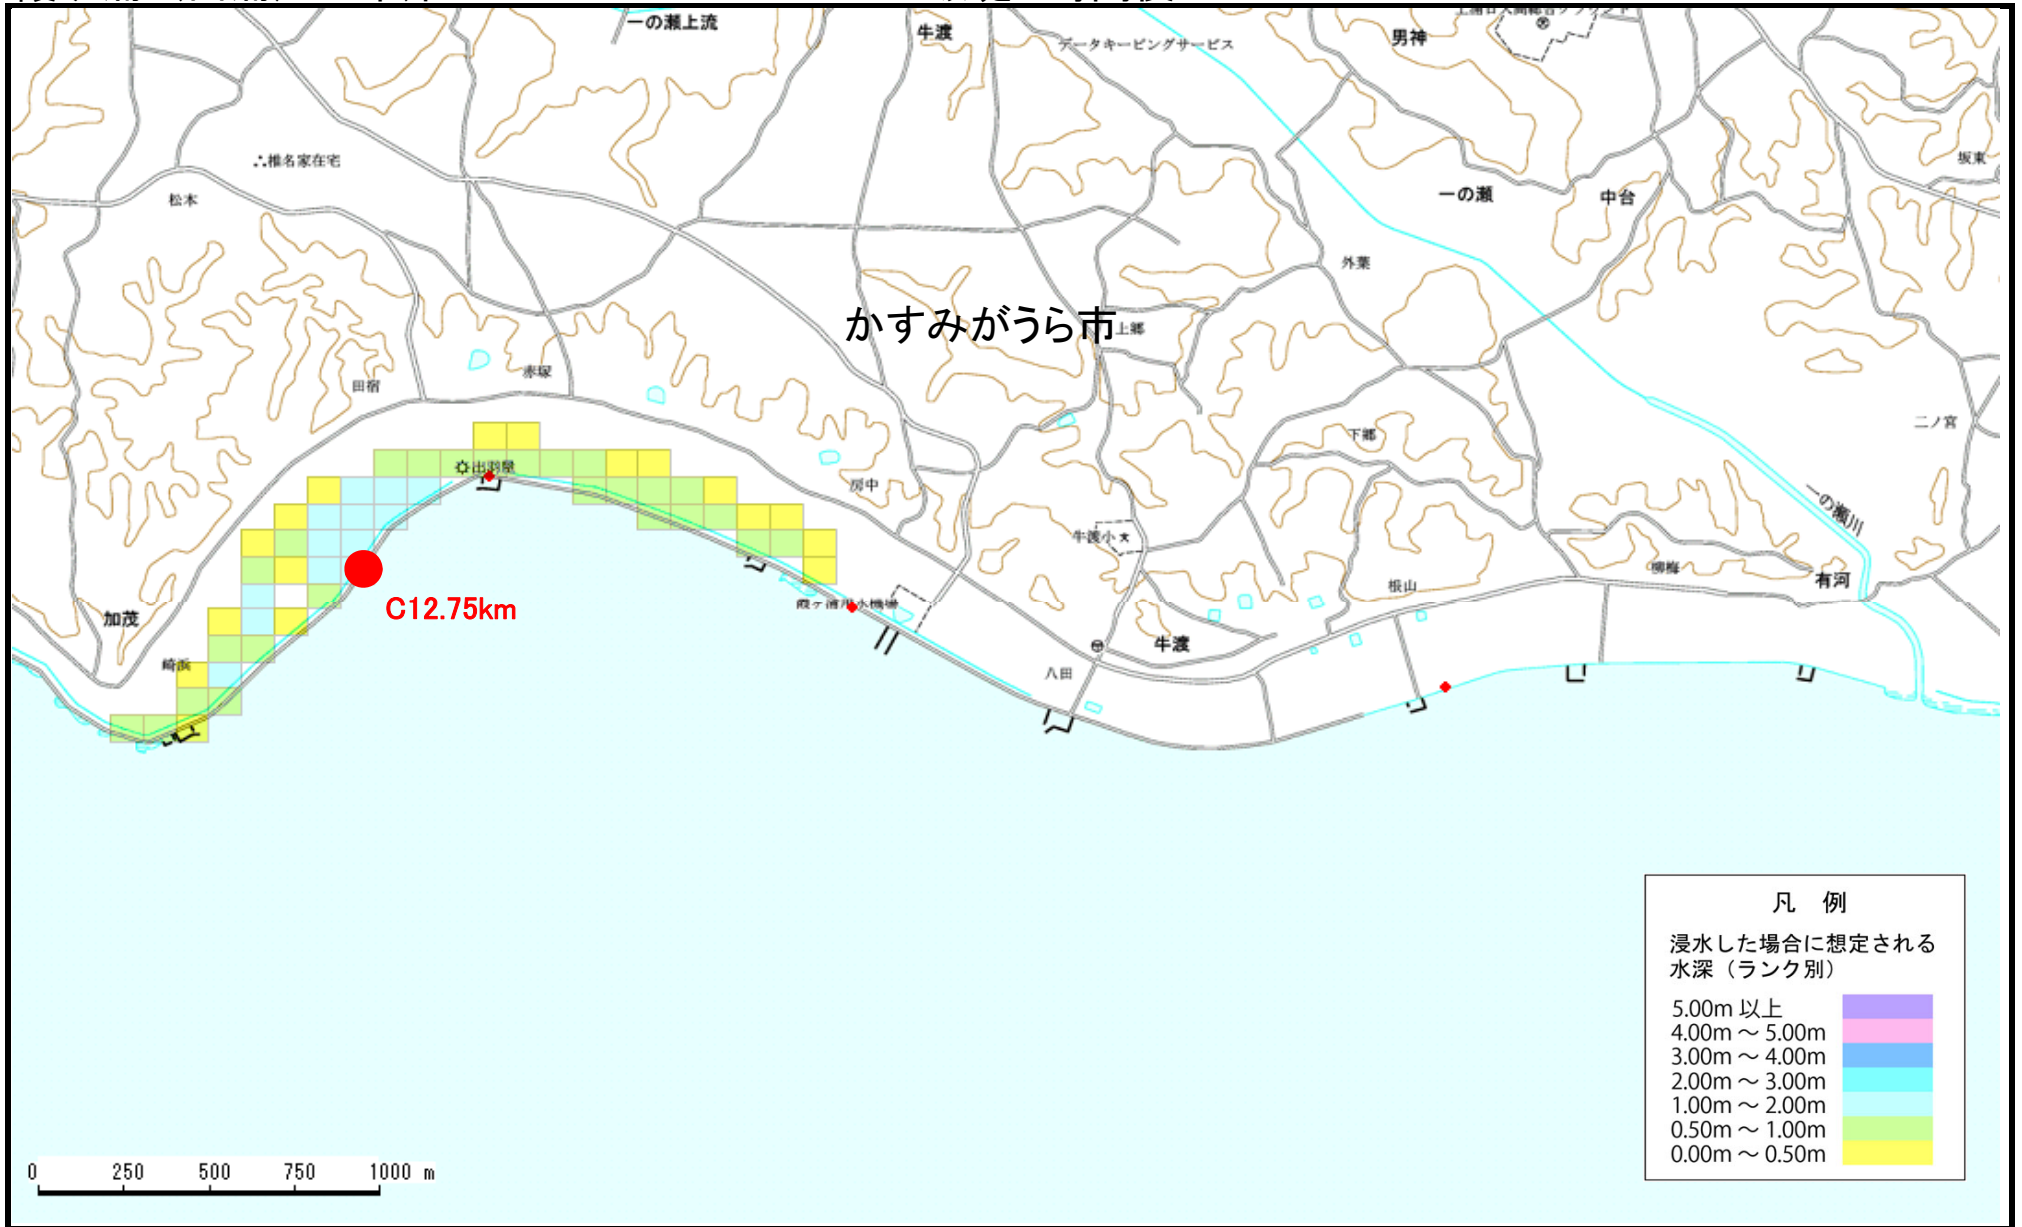 一の瀬上流
牛渡
データキーピングサービス
男神
椎名家在宅
松本
坂東
一の瀬
中台
外葉
かすみがうら市
上郷
田宿
赤塚
二ノ宮
下郷
出羽屋
房中
一の瀬川
牛渡小
柳梅
有河
根山
C12.75km
霞ヶ浦用水機場
加茂
崎浜
牛渡
八田
凡 例
浸水した場合に想定される
水深（ランク別）
5.00m 以上
4.00m ～ 5.00m
3.00m ～ 4.00m
2.00m ～ 3.00m
1.00m ～ 2.00m
0.50m ～ 1.00m
0.00m ～ 0.50m
0 250 500 750 1000 m